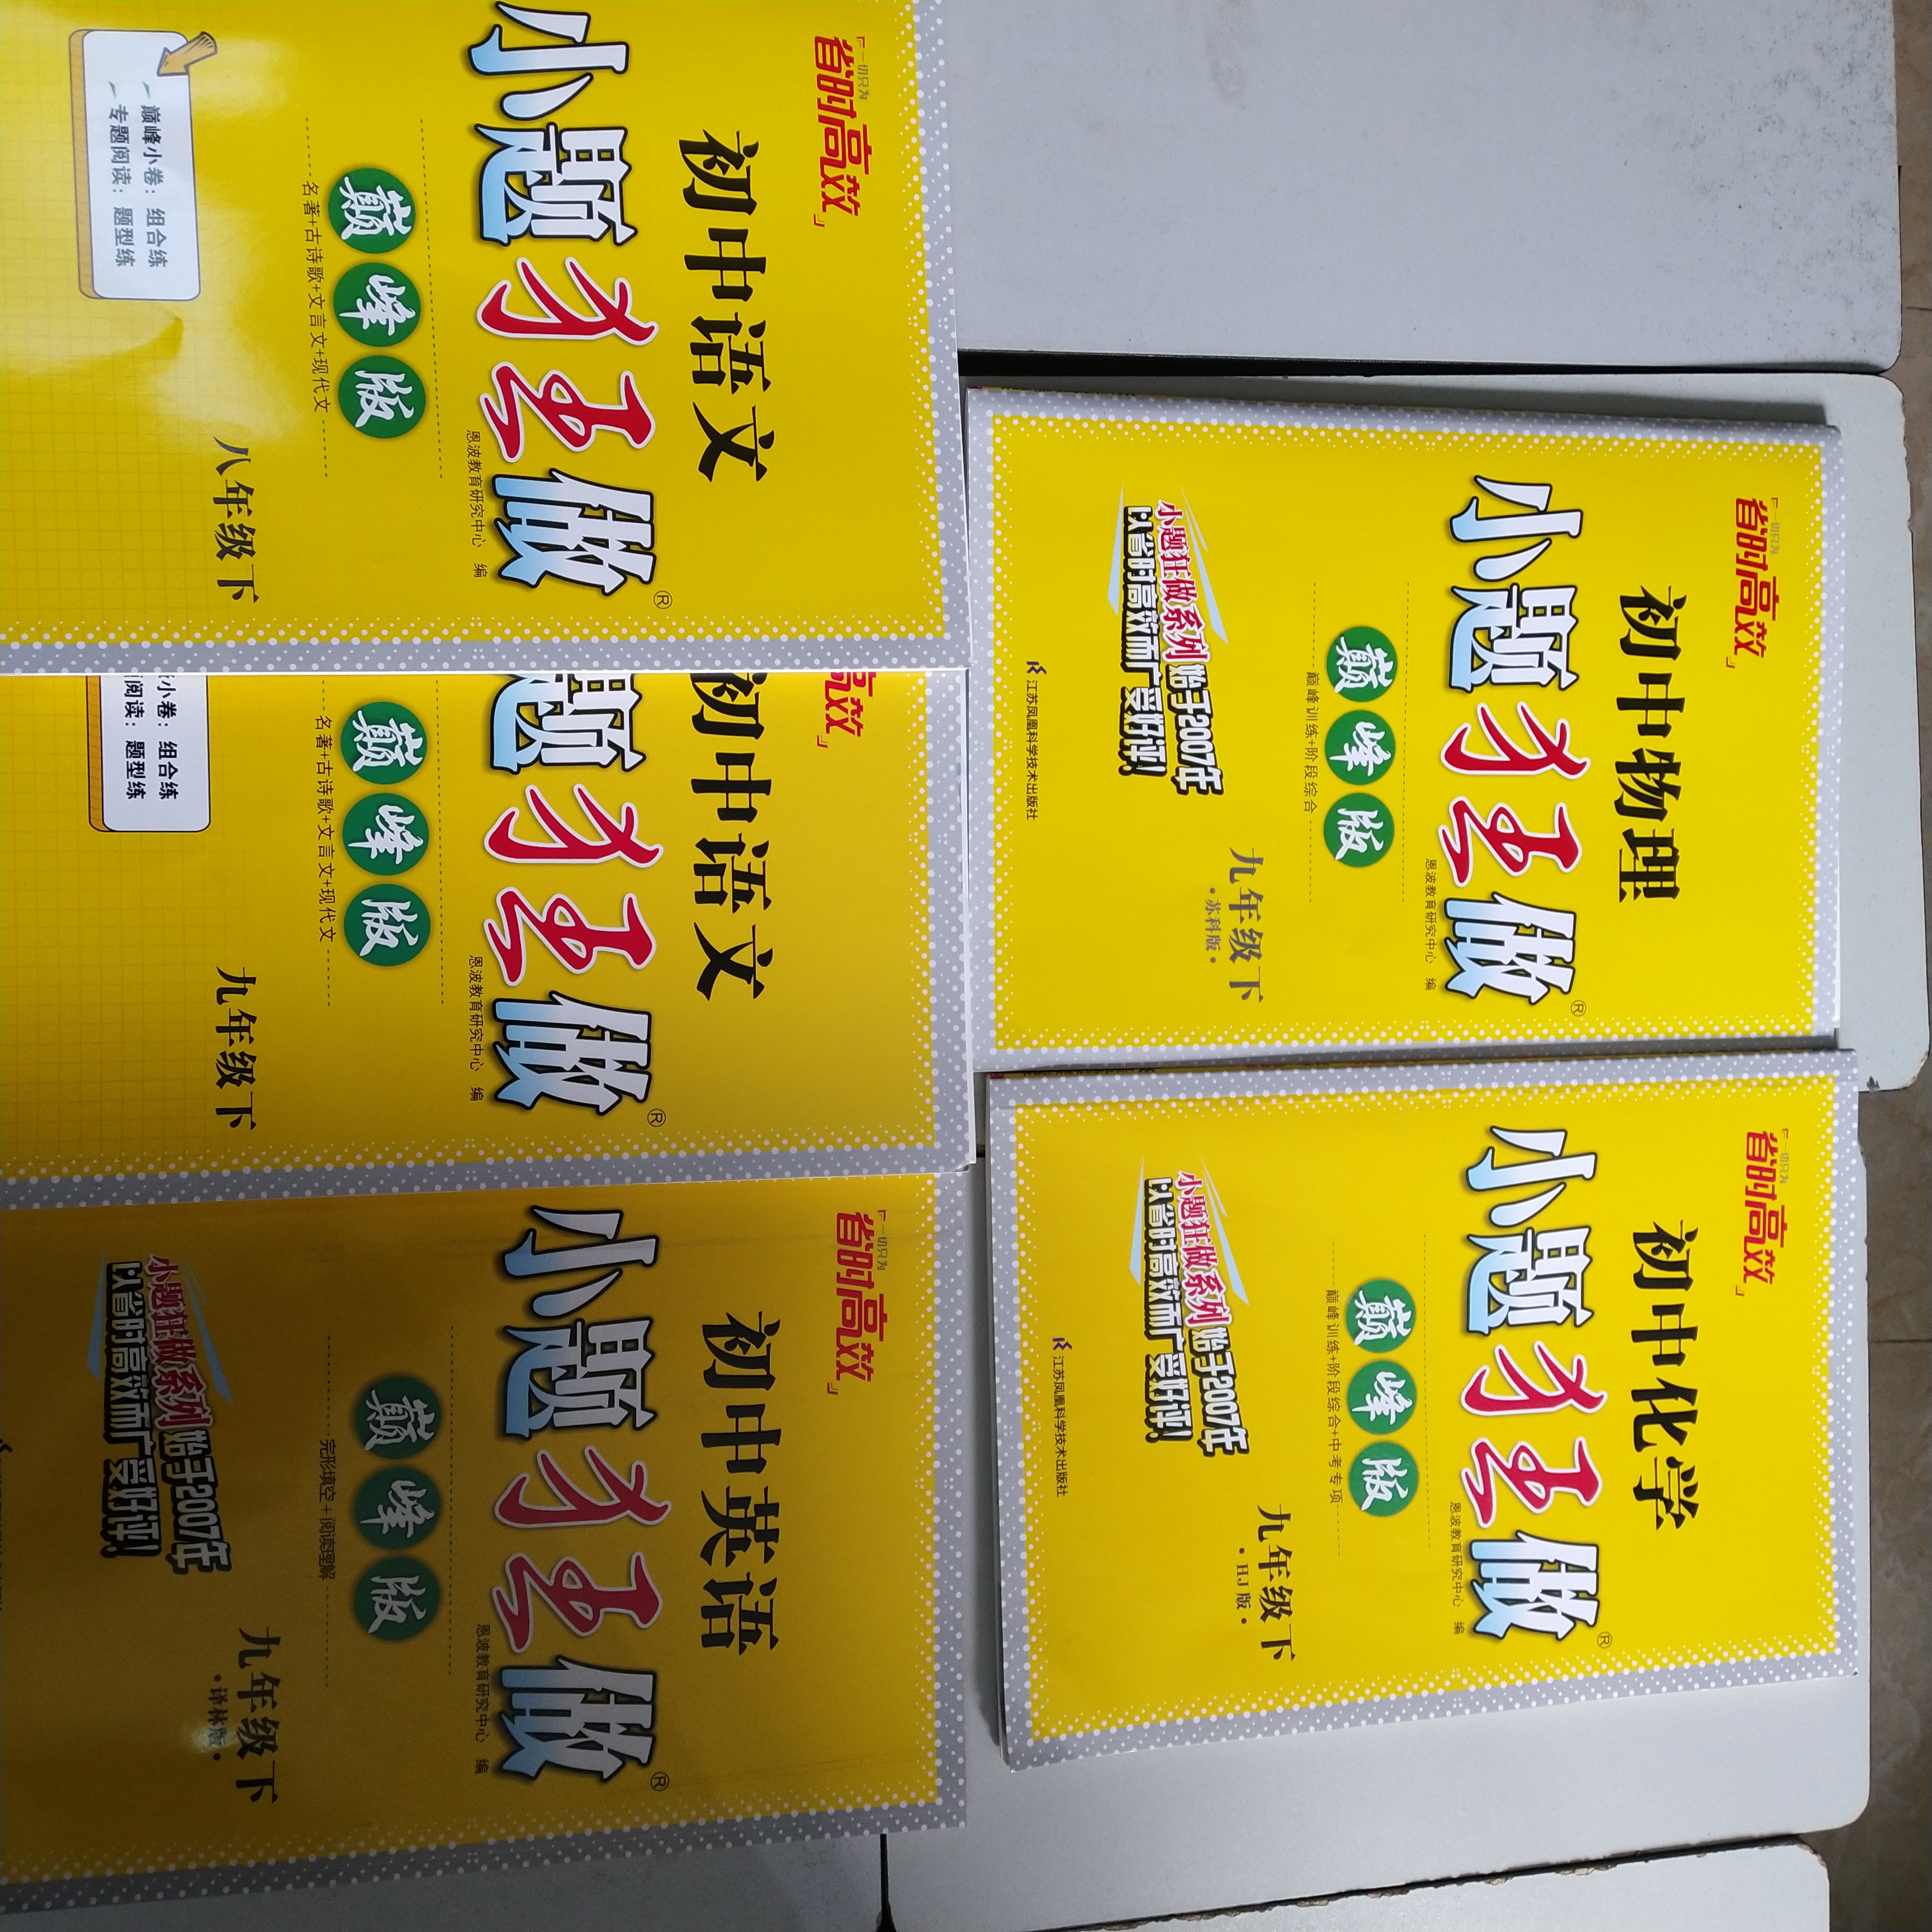 「一切只为
省时高效」
初中语文
小题狂做®
恩波教育研究中心 编
巅峰版
名著+古诗歌+文言文+现代文
八年级下
巅峰小卷：组合练
专题阅读：题型练
高效」
初中语文
题狂做®
恩波教育研究中心 编
巅峰版
名著+古诗歌+文言文+现代文
九年级下
小卷：组合练
阅读：题型练
「一切只为
省时高效」
初中英语
小题狂做®
恩波教育研究中心 编
巅峰版
完形填空+阅读理解
九年级下
·译林版·
小题狂做系列 始于2007年
以省时高效而广受好评！
「一切只为
省时高效」
初中物理
小题狂做®
恩波教育研究中心 编
巅峰版
巅峰训练+阶段综合
九年级下
·苏科版·
小题狂做系列 始于2007年
以省时高效而广受好评！
江苏凤凰科学技术出版社
「一切只为
省时高效」
初中化学
小题狂做®
恩波教育研究中心 编
巅峰版
巅峰训练+阶段综合+中考专项
九年级下
·HJ版·
小题狂做系列 始于2007年
以省时高效而广受好评！
江苏凤凰科学技术出版社